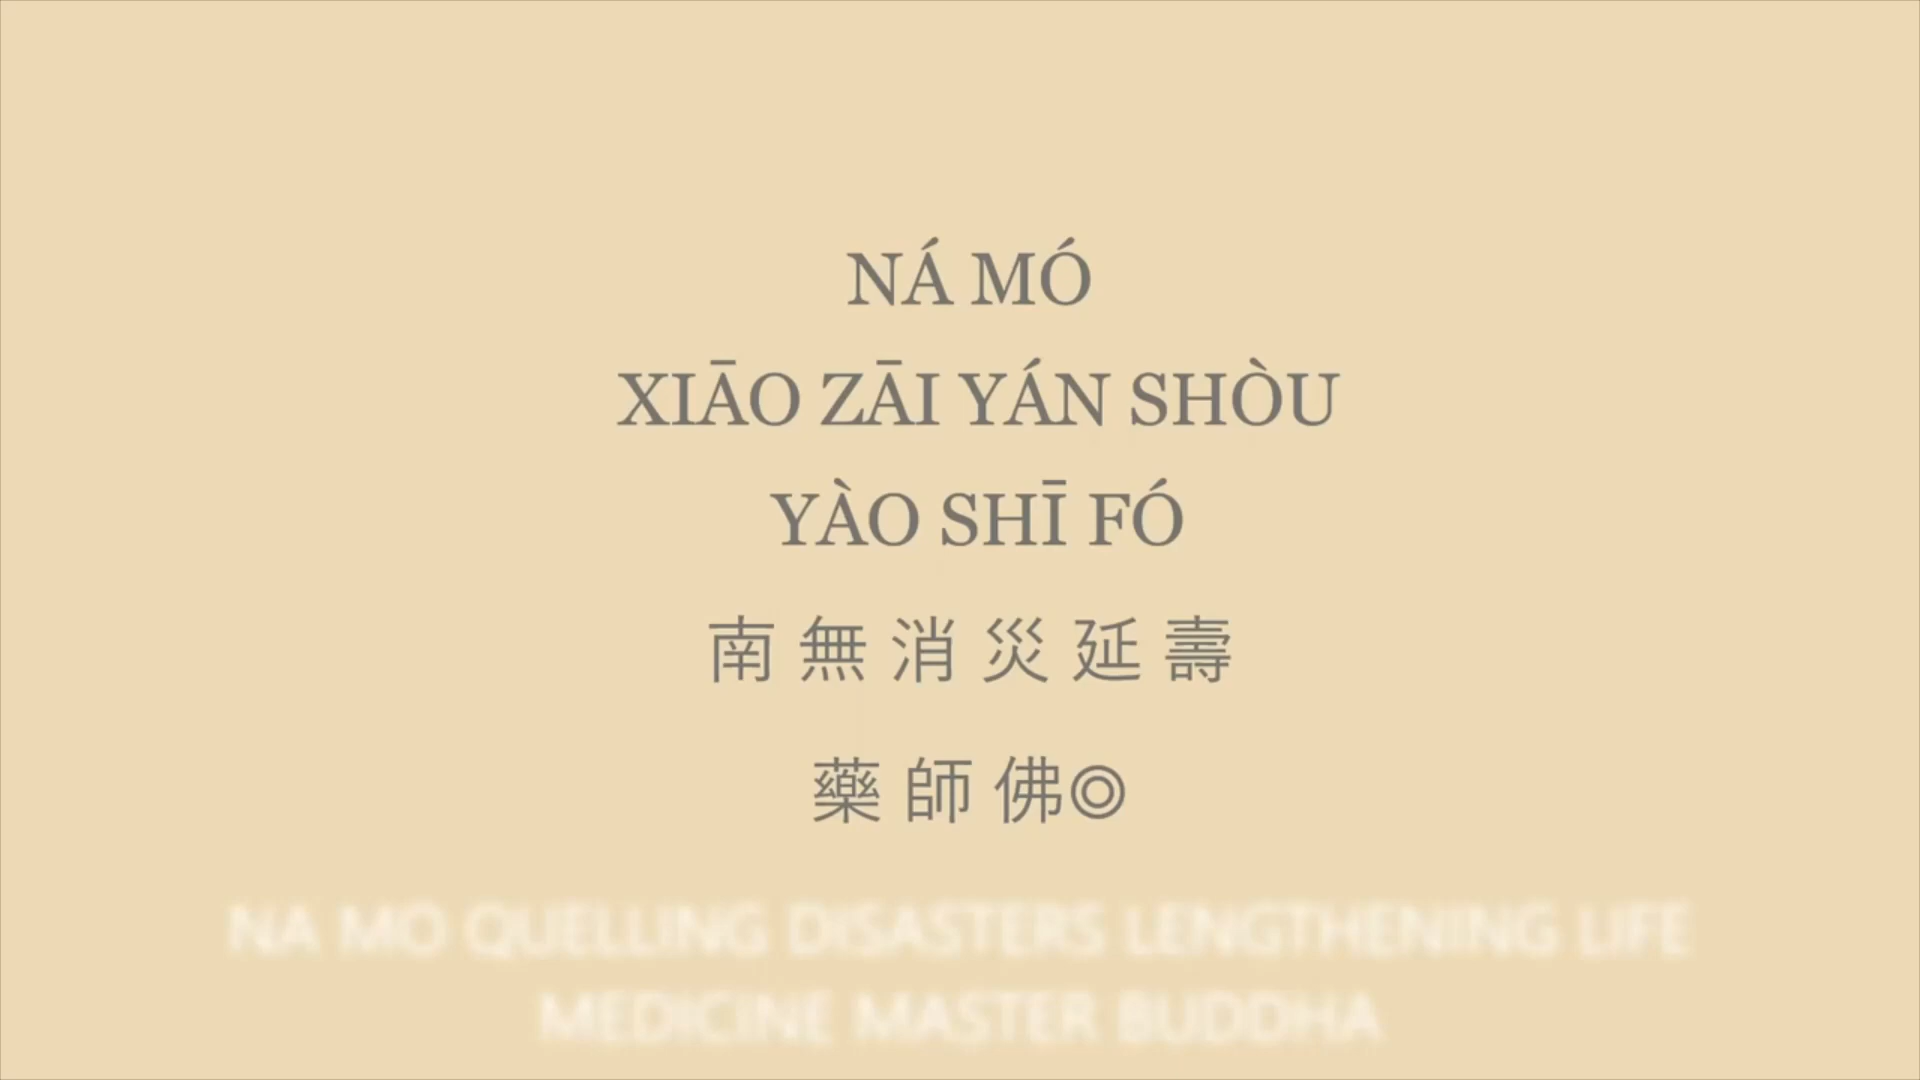 NÁ MÓ
XIĀO ZĀI YÁN SHÒU
YÀO SHĪ FÓ
南 無 消 災 延 壽
藥 師 佛◎
NA MO QUELLING DISASTERS LENGTHENING LIFE
MEDICINE MASTER BUDDHA